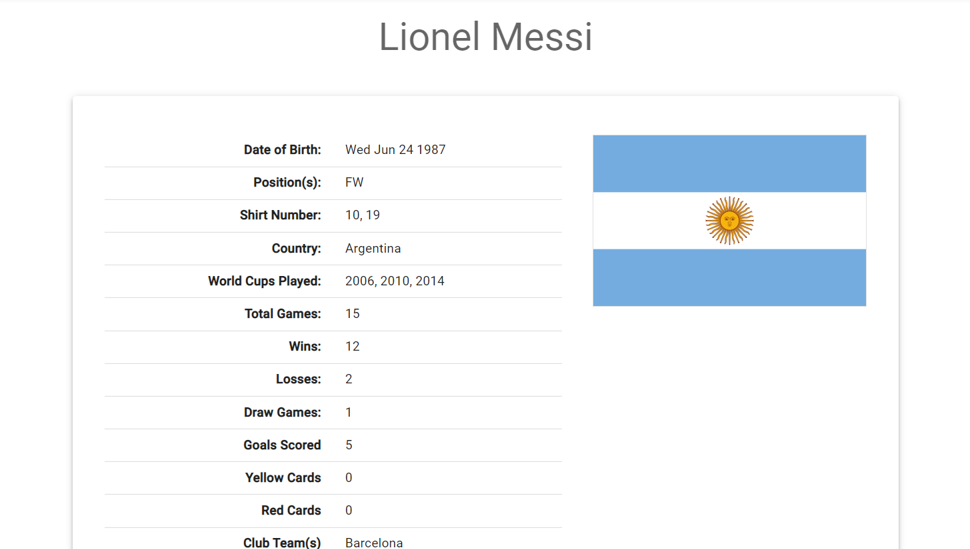 Lionel Messi
Date of Birth: Wed Jun 24 1987
Position(s): FW
Shirt Number: 10, 19
Country: Argentina
World Cups Played: 2006, 2010, 2014
Total Games: 15
Wins: 12
Losses: 2
Draw Games: 1
Goals Scored 5
Yellow Cards 0
Red Cards 0
Club Team(s) Barcelona